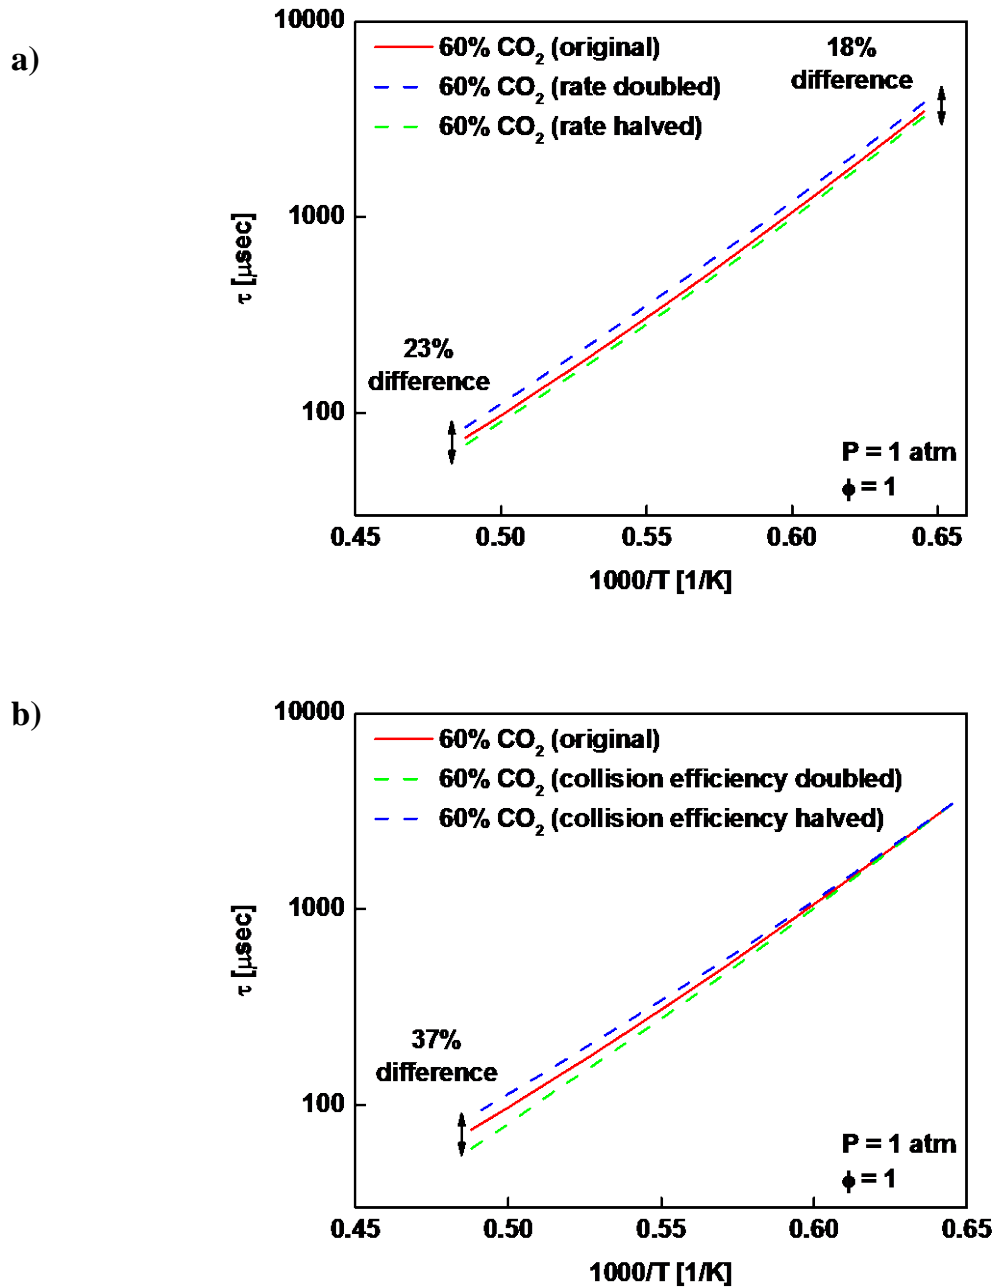 a)
10000
1000
100
τ [μsec]
60% CO₂ (original)
60% CO₂ (rate doubled)
60% CO₂ (rate halved)
18%
difference
23%
difference
P = 1 atm
ϕ = 1
0.45 0.50 0.55 0.60 0.65
1000/T [1/K]
b)
10000
1000
100
τ [μsec]
60% CO₂ (original)
60% CO₂ (collision efficiency doubled)
60% CO₂ (collision efficiency halved)
37%
difference
P = 1 atm
ϕ = 1
0.45 0.50 0.55 0.60 0.65
1000/T [1/K]